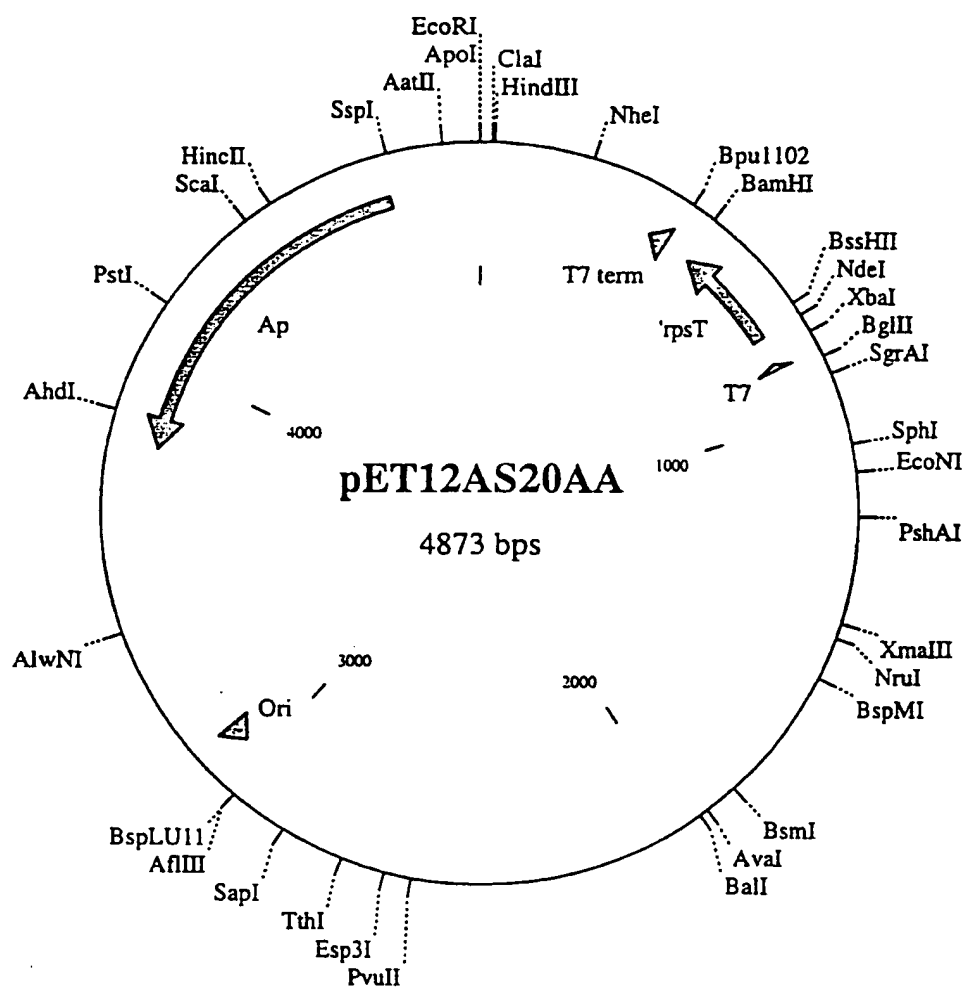 EcoRI
ApoI
ClaI
HindIII
AatII
SspI
NheI
HincII
ScaI
Bpu1102
BamHI
BssHII
NdeI
XbaI
BglII
SgrAI
PstI
T7 term
'rpsT
Ap
T7
AhdI
4000
1000
SphI
EcoNI
pET12AS20AA
4873 bps
PshAI
XmaIII
NruI
BspMI
AlwNI
3000
2000
Ori
BspLU11
AflIII
SapI
TthI
Esp3I
PvuII
BsmI
AvaI
BalI